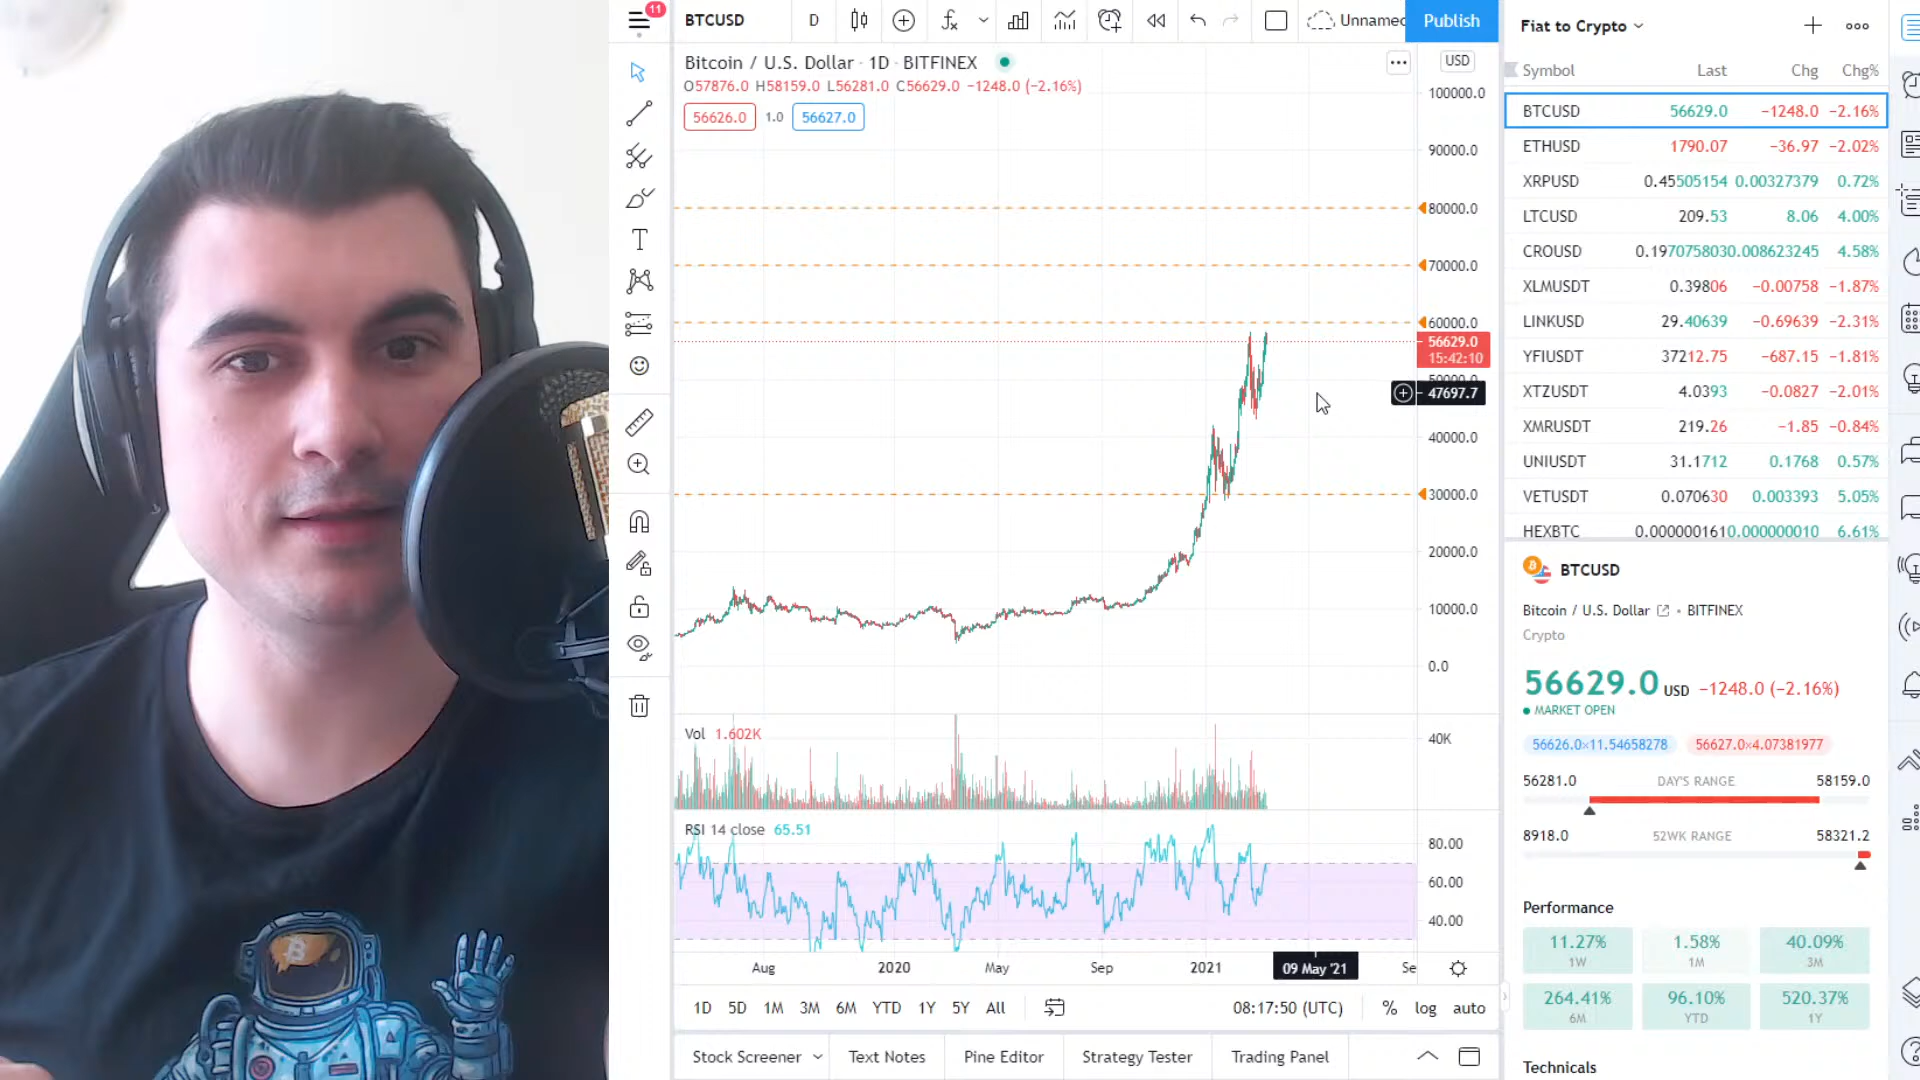 11
BTCUSD
D
Unnamed
Publish
Bitcoin / U.S. Dollar · 1D · BITFINEX
O57876.0 H58159.0 L56281.0 C56629.0 −1248.0 (−2.16%)
56626.0 1.0 56627.0
USD
100000.0
90000.0
80000.0
70000.0
60000.0
56629.0
15:42:10
50000.0
47697.7
40000.0
30000.0
20000.0
10000.0
0.0
Vol 1.602K
40K
RSI 14 close 65.51
80.00
60.00
40.00
Aug 2020 May Sep 2021 09 May '21 Se
1D 5D 1M 3M 6M YTD 1Y 5Y All
08:17:50 (UTC) % log auto
Stock Screener Text Notes Pine Editor Strategy Tester Trading Panel
Fiat to Crypto
Symbol Last Chg Chg%
BTCUSD 56629.0 −1248.0 −2.16%
ETHUSD 1790.07 −36.97 −2.02%
XRPUSD 0.45505154 0.00327379 0.72%
LTCUSD 209.53 8.06 4.00%
CROUSD 0.1970758030.008623245 4.58%
XLMUSDT 0.39806 −0.00758 −1.87%
LINKUSD 29.40639 −0.69639 −2.31%
YFIUSDT 37212.75 −687.15 −1.81%
XTZUSDT 4.0393 −0.0827 −2.01%
XMRUSDT 219.26 −1.85 −0.84%
UNIUSDT 31.1712 0.1768 0.57%
VETUSDT 0.070630 0.003393 5.05%
HEXBTC 0.0000001610.000000010 6.61%
BTCUSD
Bitcoin / U.S. Dollar • BITFINEX
Crypto
56629.0 USD −1248.0 (−2.16%)
MARKET OPEN
56626.0×11.54658278 56627.0×4.07381977
56281.0 DAY'S RANGE 58159.0
8918.0 52WK RANGE 58321.2
Performance
11.27% 1.58% 40.09%
1W 1M 3M
264.41% 96.10% 520.37%
6M YTD 1Y
Technicals